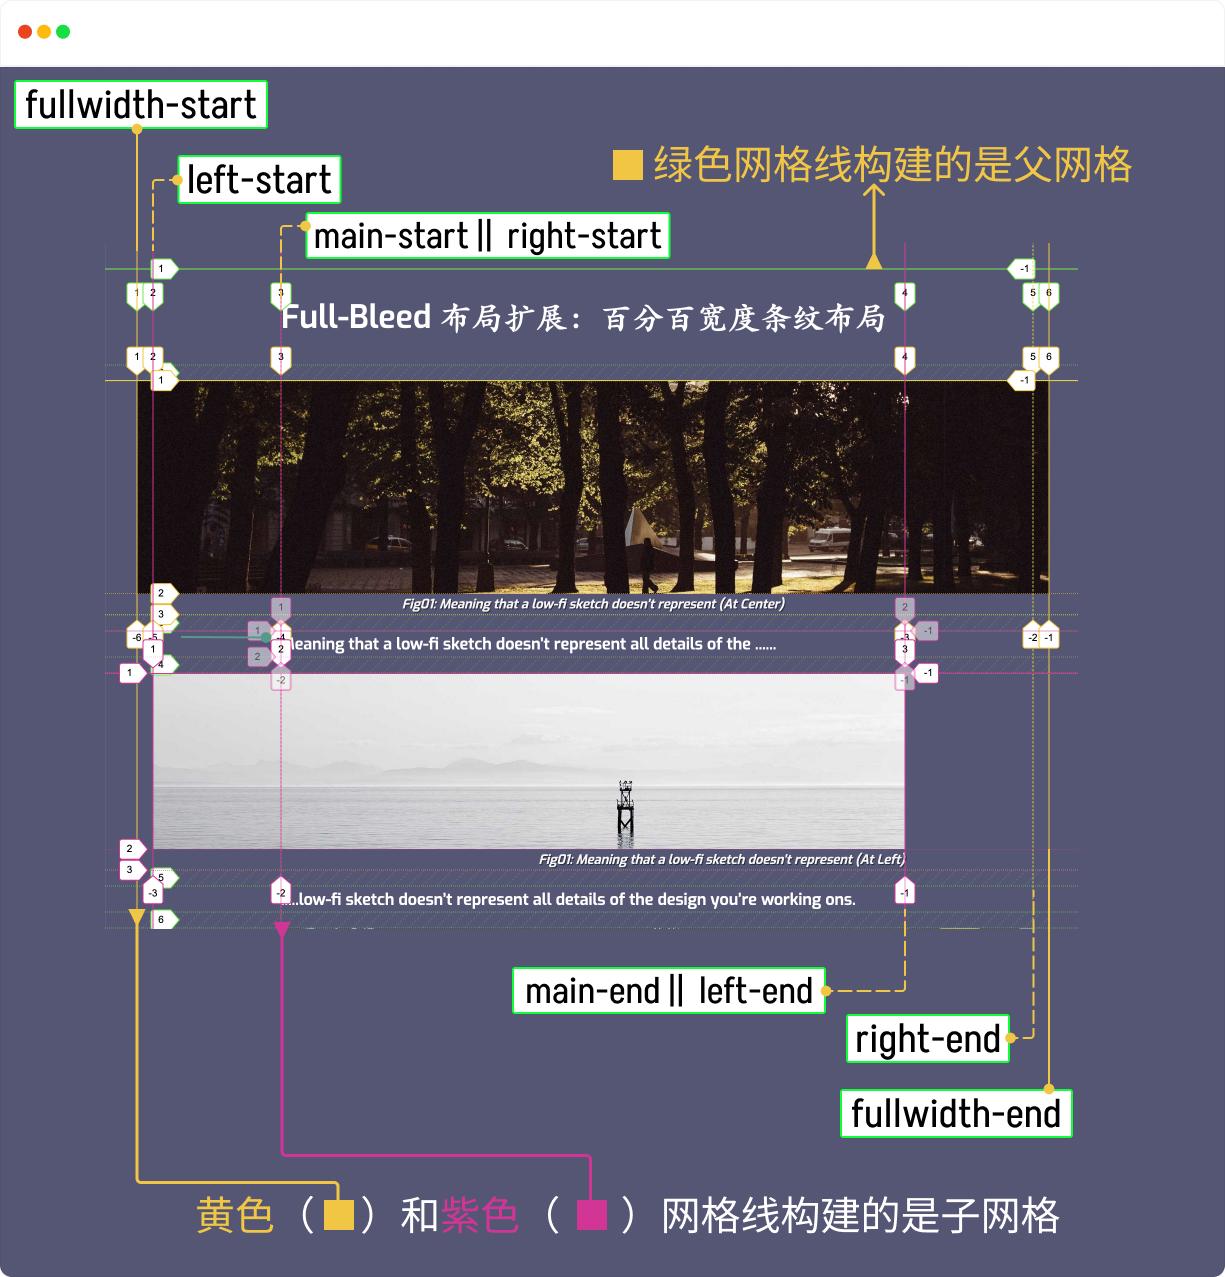 fullwidth-start
left-start
绿色网格线构建的是父网格
main-start || right-start
1
-1
1 2 3 4 5 6
Full-Bleed 布局扩展：百分百宽度条纹布局
1 2 3 4 5 6
1
-1
2
Fig01: Meaning that a low-fi sketch doesn't represent (At Center)
1
2
3
-6 -5 1 -4 -3 -1 -2 -1
eaning that a low-fi sketch doesn't represent all details of the ......
1 2 2 3
4
1 -2 -1 -1
2
Fig01: Meaning that a low-fi sketch doesn't represent (At Left)
3
5
-3 -2 -1
...low-fi sketch doesn't represent all details of the design you're working ons.
6
main-end || left-end
right-end
fullwidth-end
黄色（ ）和紫色（ ）网格线构建的是子网格